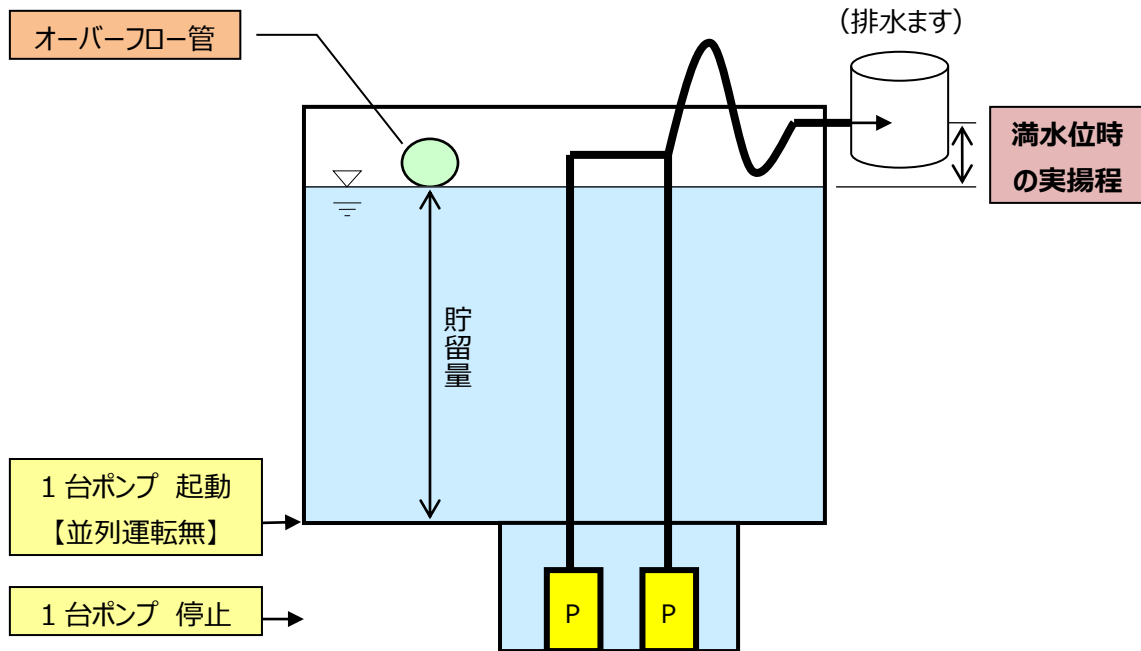 オーバーフロー管
（排水ます）
満水位時
の実揚程
貯留量
1 台ポンプ 起動
【並列運転無】
1 台ポンプ 停止
P
P